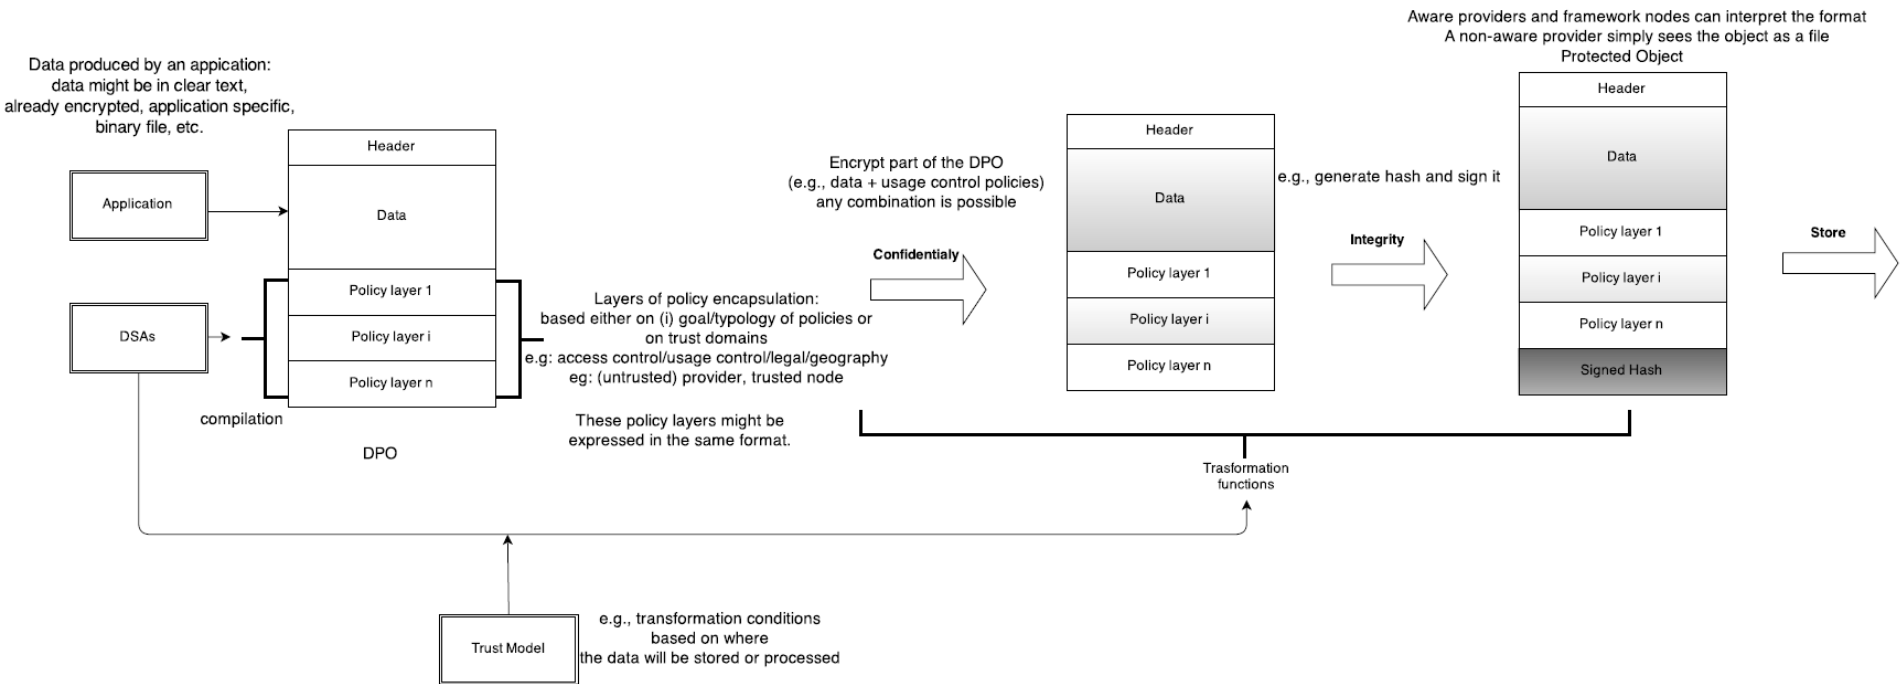 Data produced by an appication:
data might be in clear text,
already encrypted, application specific,
binary file, etc.
Application
DSAs
compilation
Header
Data
Policy layer 1
Policy layer i
Policy layer n
DPO
Layers of policy encapsulation:
based either on (i) goal/typology of policies or
on trust domains
e.g: access control/usage control/legal/geography
eg: (untrusted) provider, trusted node
These policy layers might be
expressed in the same format.
Encrypt part of the DPO
(e.g., data + usage control policies)
any combination is possible
Confidentialy
Header
Data
Policy layer 1
Policy layer i
Policy layer n
e.g., generate hash and sign it
Integrity
Aware providers and framework nodes can interpret the format
A non-aware provider simply sees the object as a file
Protected Object
Header
Data
Policy layer 1
Policy layer i
Policy layer n
Signed Hash
Store
Trasformation
functions
Trust Model
e.g., transformation conditions
based on where
the data will be stored or processed